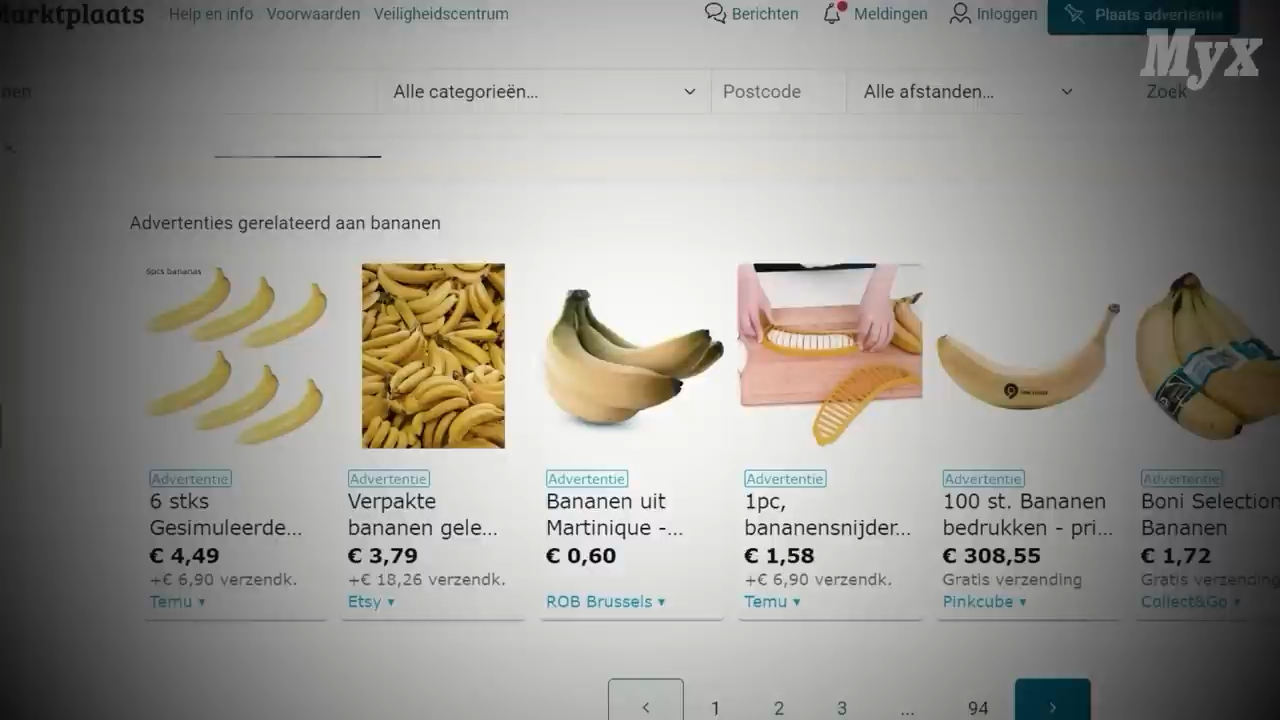 Marktplaats Help en info Voorwaarden Veiligheidscentrum Berichten Meldingen Inloggen Plaats advertentie
Myx
Alle categorieën... Postcode Alle afstanden... Zoek
Advertenties gerelateerd aan bananen
6pcs bananas
Advertentie
6 stks
Gesimuleerde...
€ 4,49
+€ 6,90 verzendk.
Temu ▾
Advertentie
Verpakte
bananen gele...
€ 3,79
+€ 18,26 verzendk.
Etsy ▾
Advertentie
Bananen uit
Martinique -...
€ 0,60
ROB Brussels ▾
Advertentie
1pc,
bananensnijder...
€ 1,58
+€ 6,90 verzendk.
Temu ▾
Advertentie
100 st. Bananen
bedrukken - pri...
€ 308,55
Gratis verzending
Pinkcube ▾
Advertentie
Boni Selection
Bananen
€ 1,72
Gratis verzending
Collect&Go ▾
‹ 1 2 3 ... 94 ›